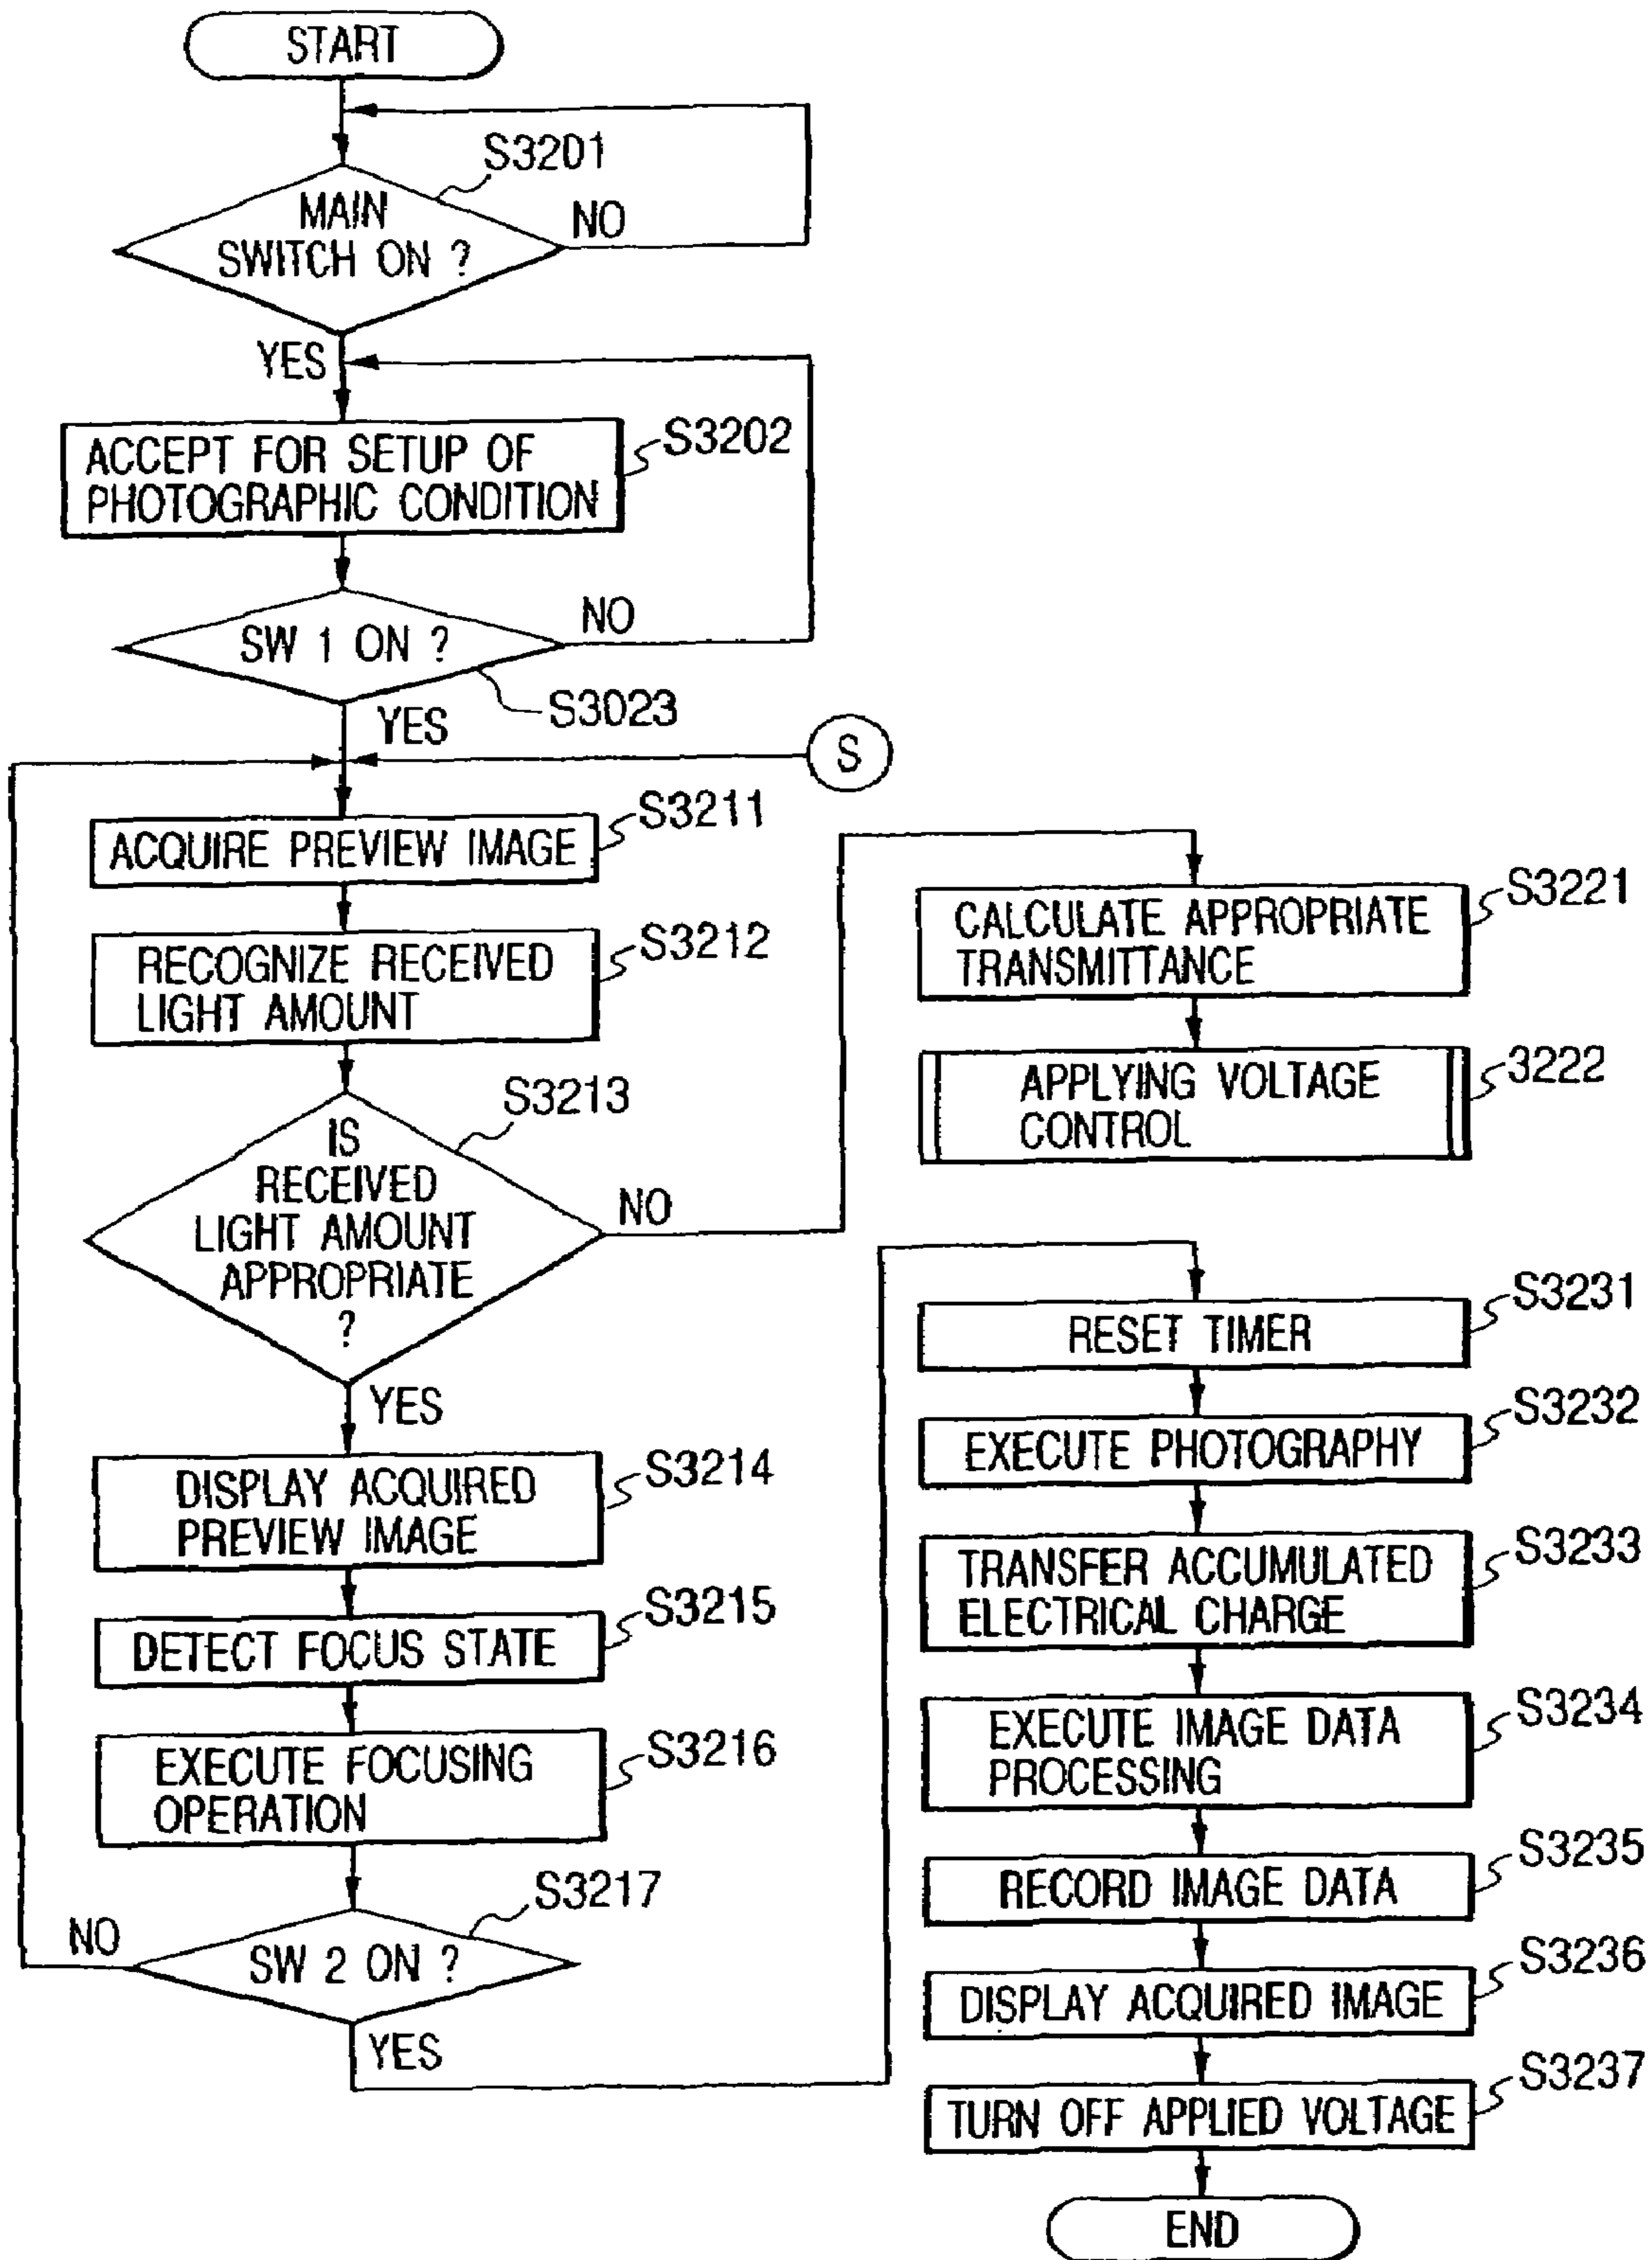 START
S3201
MAIN
SWITCH ON ?
NO
YES
ACCEPT FOR SETUP OF
PHOTOGRAPHIC CONDITION
S3202
SW 1 ON ?
NO
S3023
YES
S
ACQUIRE PREVIEW IMAGE
S3211
RECOGNIZE RECEIVED
LIGHT AMOUNT
S3212
S3213
IS
RECEIVED
LIGHT AMOUNT
APPROPRIATE
?
NO
YES
DISPLAY ACQUIRED
PREVIEW IMAGE
S3214
DETECT FOCUS STATE
S3215
EXECUTE FOCUSING
OPERATION
S3216
S3217
NO
SW 2 ON ?
YES
CALCULATE APPROPRIATE
TRANSMITTANCE
S3221
APPLYING VOLTAGE
CONTROL
3222
RESET TIMER
S3231
EXECUTE PHOTOGRAPHY
S3232
TRANSFER ACCUMULATED
ELECTRICAL CHARGE
S3233
EXECUTE IMAGE DATA
PROCESSING
S3234
RECORD IMAGE DATA
S3235
DISPLAY ACQUIRED IMAGE
S3236
TURN OFF APPLIED VOLTAGE
S3237
END